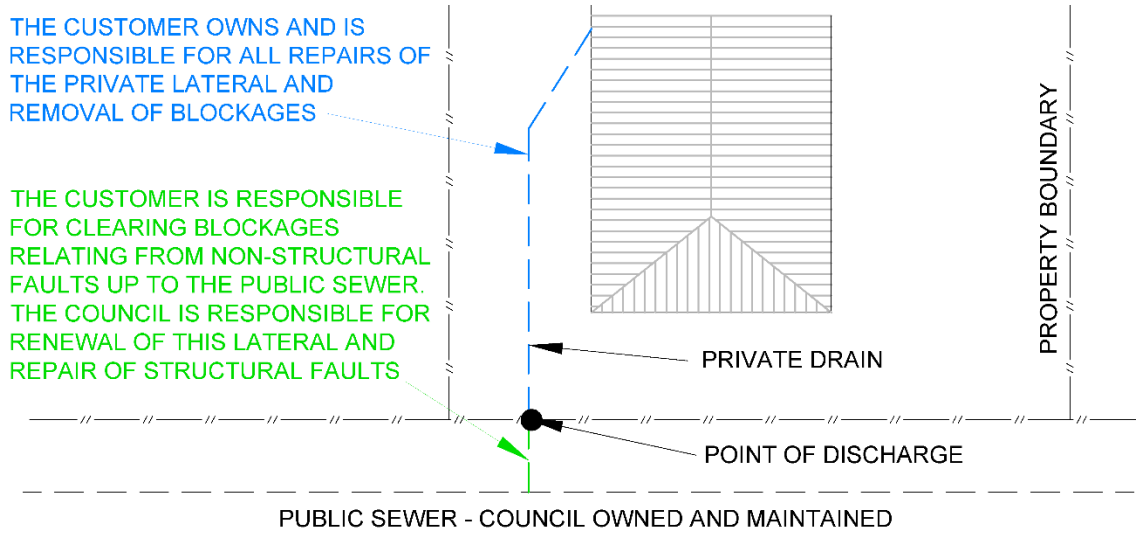 THE CUSTOMER OWNS AND IS
RESPONSIBLE FOR ALL REPAIRS OF
THE PRIVATE LATERAL AND
REMOVAL OF BLOCKAGES
THE CUSTOMER IS RESPONSIBLE
FOR CLEARING BLOCKAGES
RELATING FROM NON-STRUCTURAL
FAULTS UP TO THE PUBLIC SEWER.
THE COUNCIL IS RESPONSIBLE FOR
RENEWAL OF THIS LATERAL AND
REPAIR OF STRUCTURAL FAULTS
PROPERTY BOUNDARY
PRIVATE DRAIN
POINT OF DISCHARGE
PUBLIC SEWER - COUNCIL OWNED AND MAINTAINED